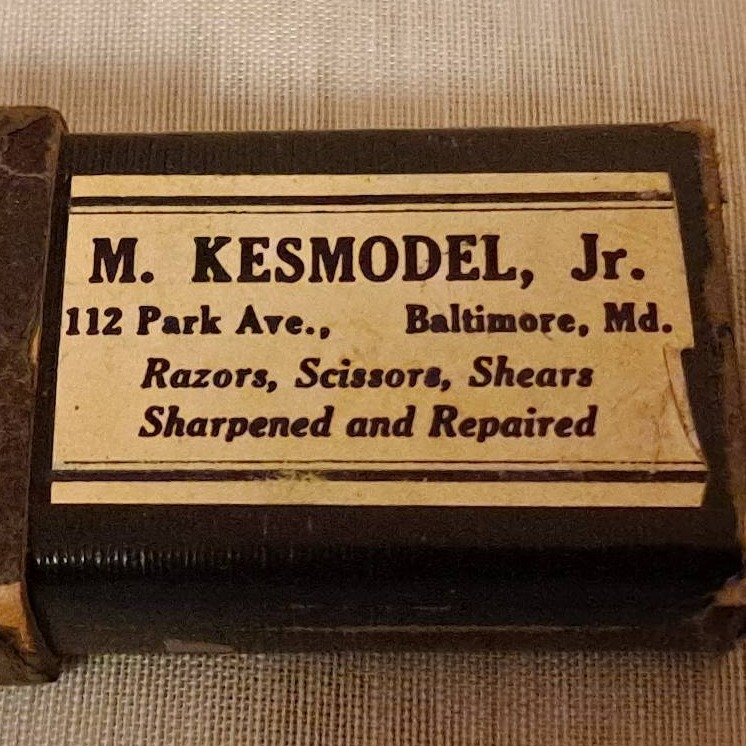 M. KESMODEL, Jr.
112 Park Ave., Baltimore, Md.
Razors, Scissors, Shears
Sharpened and Repaired